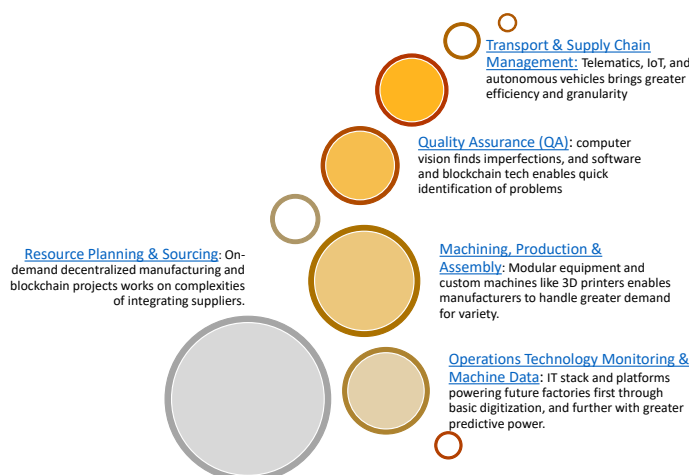 Transport & Supply Chain
Management: Telematics, IoT, and
autonomous vehicles brings greater
efficiency and granularity
Quality Assurance (QA): computer
vision finds imperfections, and software
and blockchain tech enables quick
identification of problems
Resource Planning & Sourcing: On-
demand decentralized manufacturing and
blockchain projects works on complexities
of integrating suppliers.
Machining, Production &
Assembly: Modular equipment and
custom machines like 3D printers enables
manufacturers to handle greater demand
for variety.
Operations Technology Monitoring &
Machine Data: IT stack and platforms
powering future factories first through
basic digitization, and further with greater
predictive power.